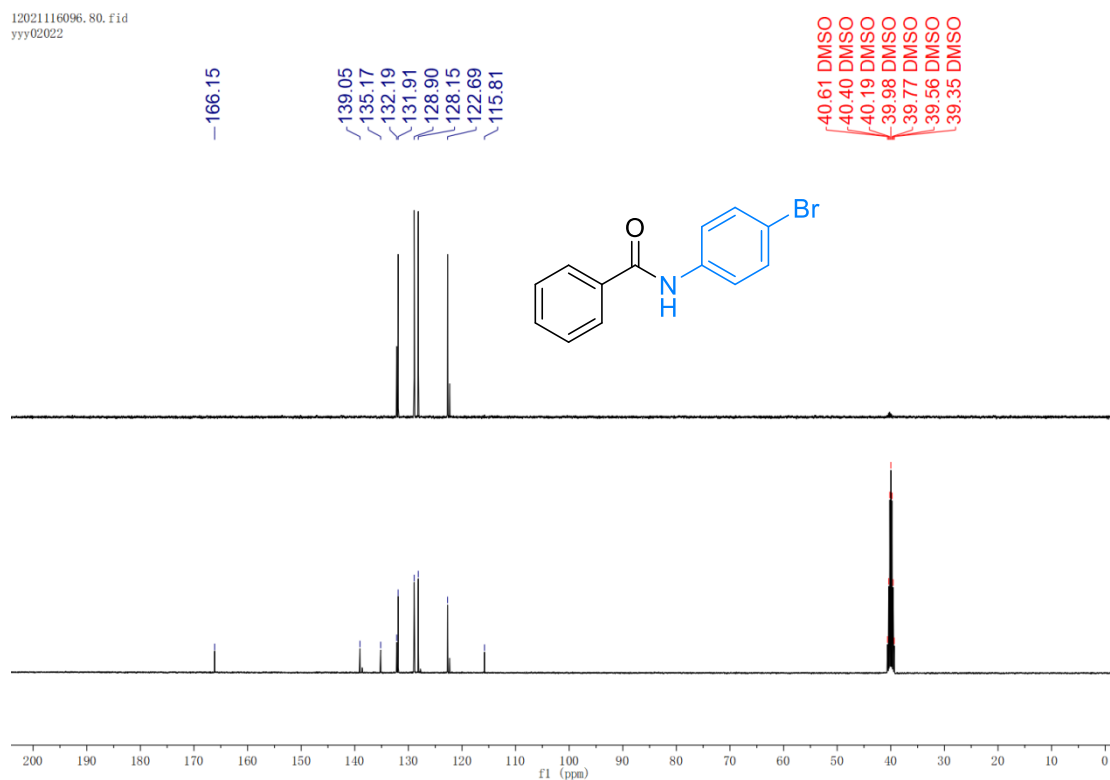 12021116096.80.fid
yyy02022
166.15
139.05
135.17
132.19
131.91
128.90
128.15
122.69
115.81
40.61 DMSO
40.40 DMSO
40.19 DMSO
39.98 DMSO
39.77 DMSO
39.56 DMSO
39.35 DMSO
Br
O
N
H
200 190 180 170 160 150 140 130 120 110 100 90 80 70 60 50 40 30 20 10 0
f1 (ppm)